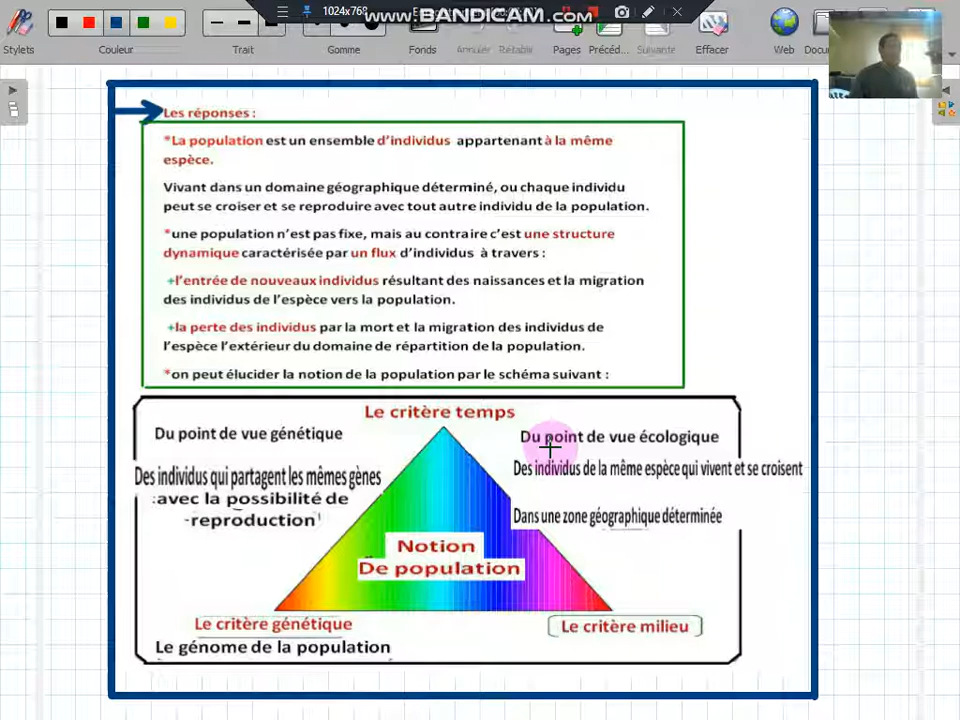 1024x768
www.BANDICAM.com
Stylets
Couleur
Trait
Gomme
Fonds
Annuler
Rétablir
Pages
Précéd...
Suivante
Effacer
Web
Les réponses :
*La population est un ensemble d'individus appartenant à la même
espèce.
Vivant dans un domaine géographique déterminé, ou chaque individu
peut se croiser et se reproduire avec tout autre individu de la population.
*une population n'est pas fixe, mais au contraire c'est une structure
dynamique caractérisée par un flux d'individus à travers :
+l'entrée de nouveaux individus résultant des naissances et la migration
des individus de l'espèce vers la population.
+la perte des individus par la mort et la migration des individus de
l'espèce l'extérieur du domaine de répartition de la population.
*on peut élucider la notion de la population par le schéma suivant :
Le critère temps
Du point de vue génétique
Du point de vue écologique
Des individus qui partagent les mêmes gènes
avec la possibilité de
reproduction
Des individus de la même espèce qui vivent et se croisent
Dans une zone géographique déterminée
Notion
De population
Le critère génétique
Le critère milieu
Le génome de la population